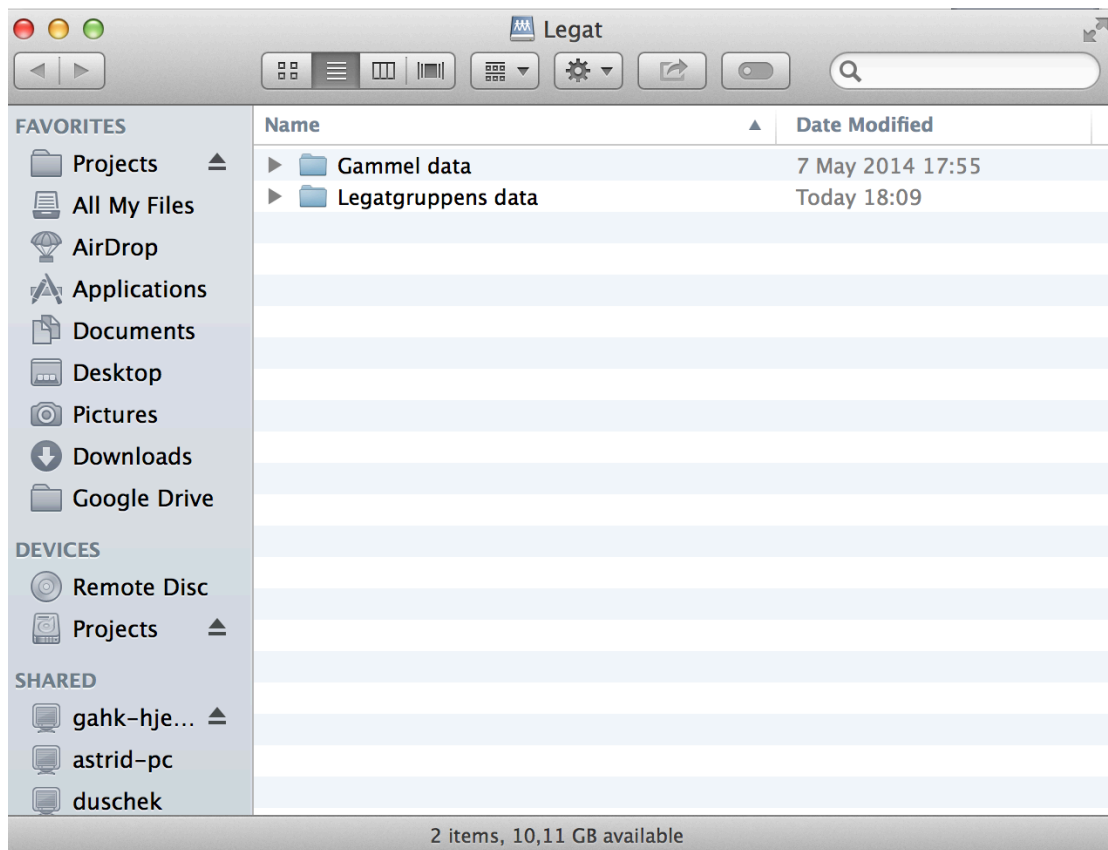 Legat
FAVORITES
Projects
All My Files
AirDrop
Applications
Documents
Desktop
Pictures
Downloads
Google Drive
DEVICES
Remote Disc
Projects
SHARED
gahk-hje...
astrid-pc
duschek
Name Date Modified
Gammel data 7 May 2014 17:55
Legatgruppens data Today 18:09
2 items, 10,11 GB available